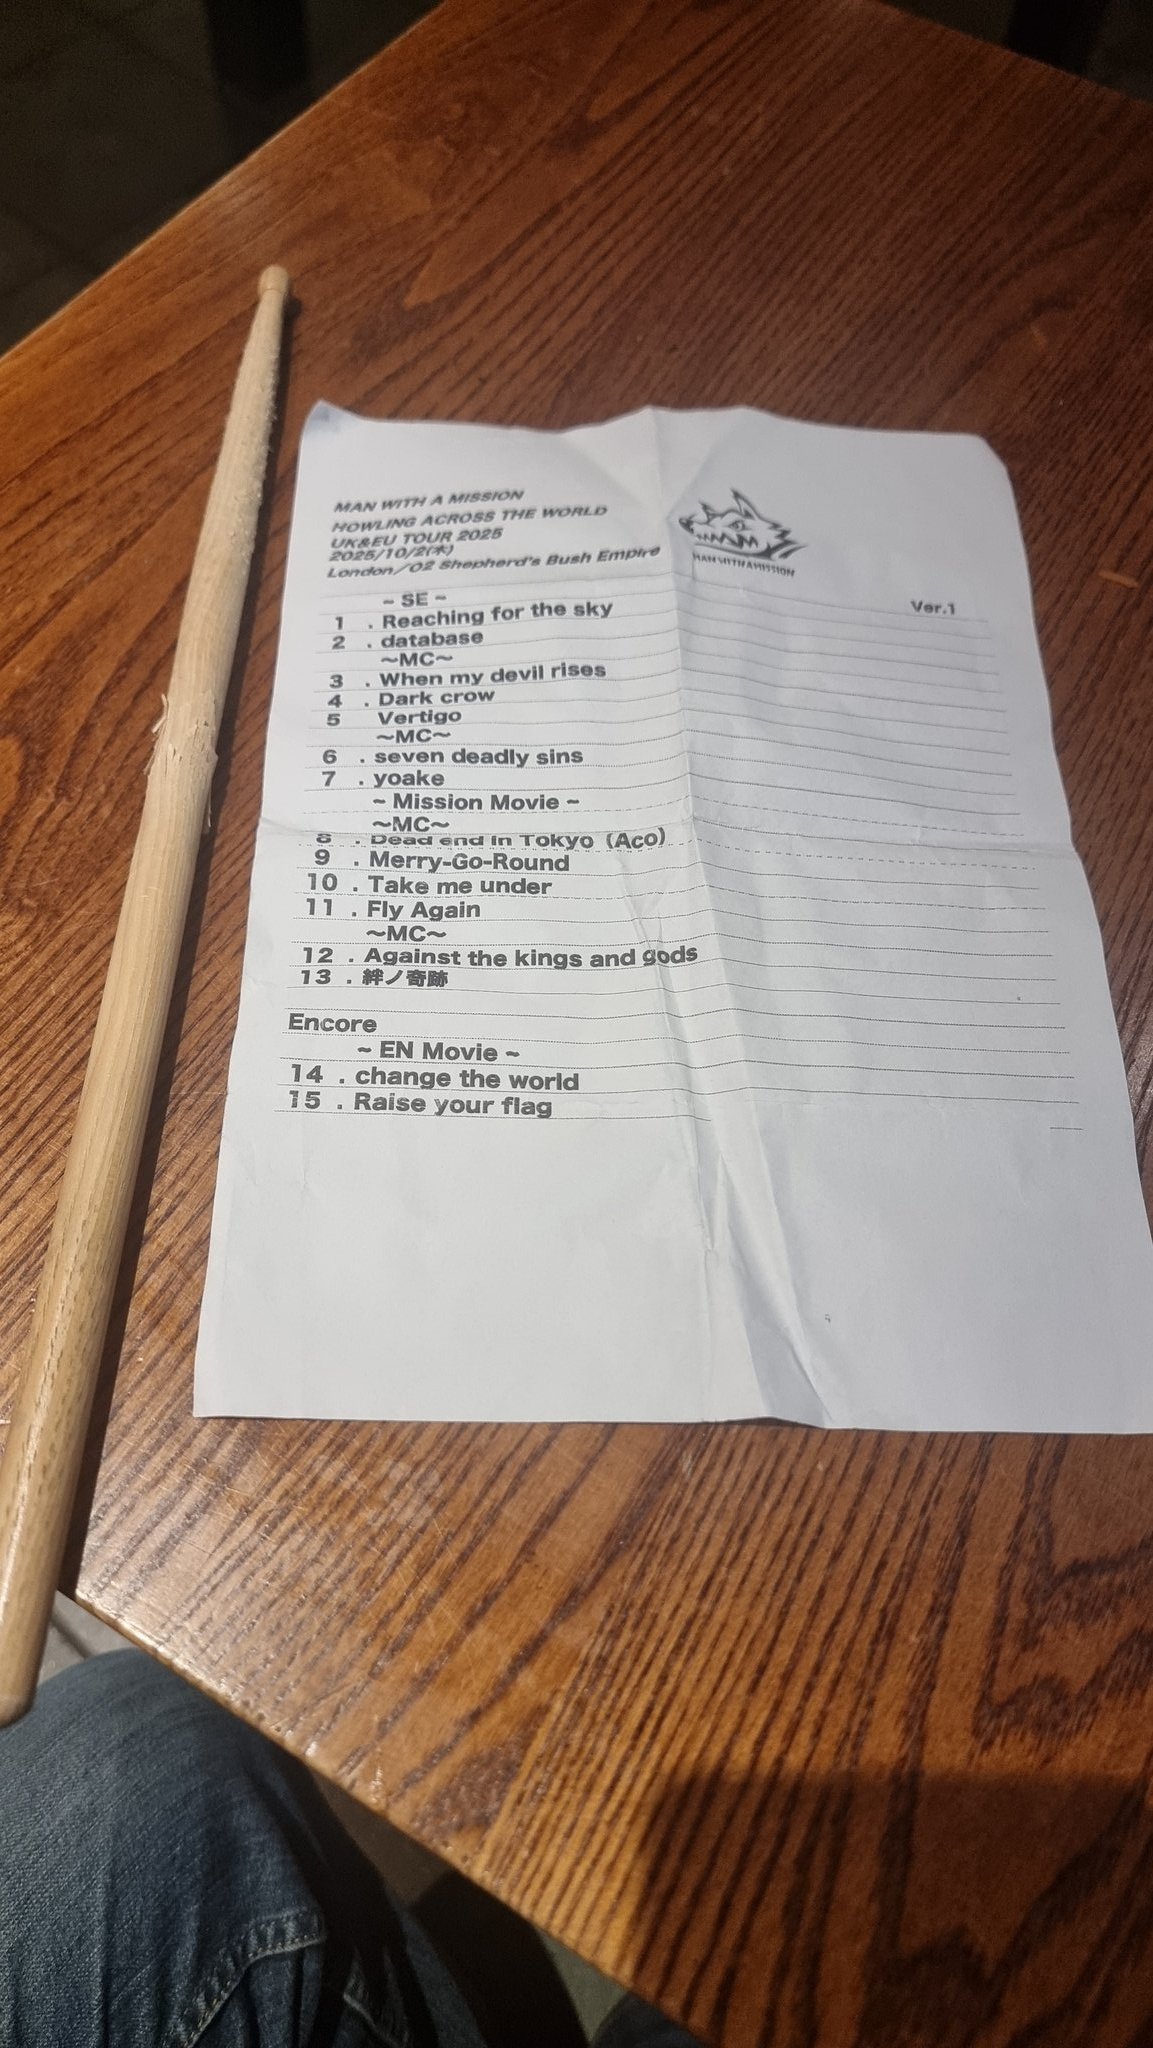 MAN WITH A MISSION
HOWLING ACROSS THE WORLD
UK&EU TOUR 2025
2025/10/2(木)
London/O2 Shepherd's Bush Empire
MAN WITH A MISSION
Ver.1
~ SE ~
1 . Reaching for the sky
2 . database
~MC~
3 . When my devil rises
4 . Dark crow
5 Vertigo
~MC~
6 . seven deadly sins
7 . yoake
~ Mission Movie ~
~MC~
8 . Dead end in Tokyo (Aco)
9 . Merry-Go-Round
10 . Take me under
11 . Fly Again
~MC~
12 . Against the kings and gods
13 . 絆ノ奇跡
Encore
~ EN Movie ~
14 . change the world
15 . Raise your flag